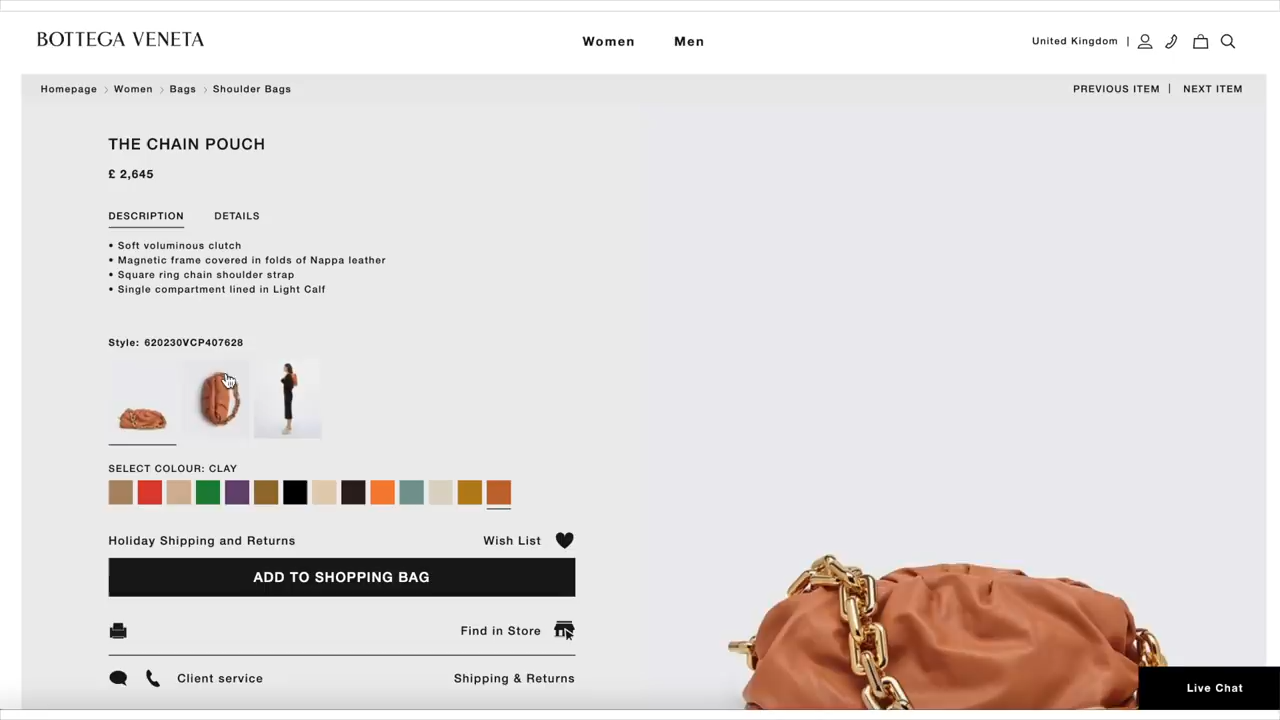 BOTTEGA VENETA
Women
Men
United Kingdom |
Homepage > Women > Bags > Shoulder Bags
PREVIOUS ITEM | NEXT ITEM
THE CHAIN POUCH
£ 2,645
DESCRIPTION
DETAILS
• Soft voluminous clutch
• Magnetic frame covered in folds of Nappa leather
• Square ring chain shoulder strap
• Single compartment lined in Light Calf
Style: 620230VCP407628
SELECT COLOUR: CLAY
Holiday Shipping and Returns
Wish List
ADD TO SHOPPING BAG
Find in Store
Client service
Shipping & Returns
Live Chat